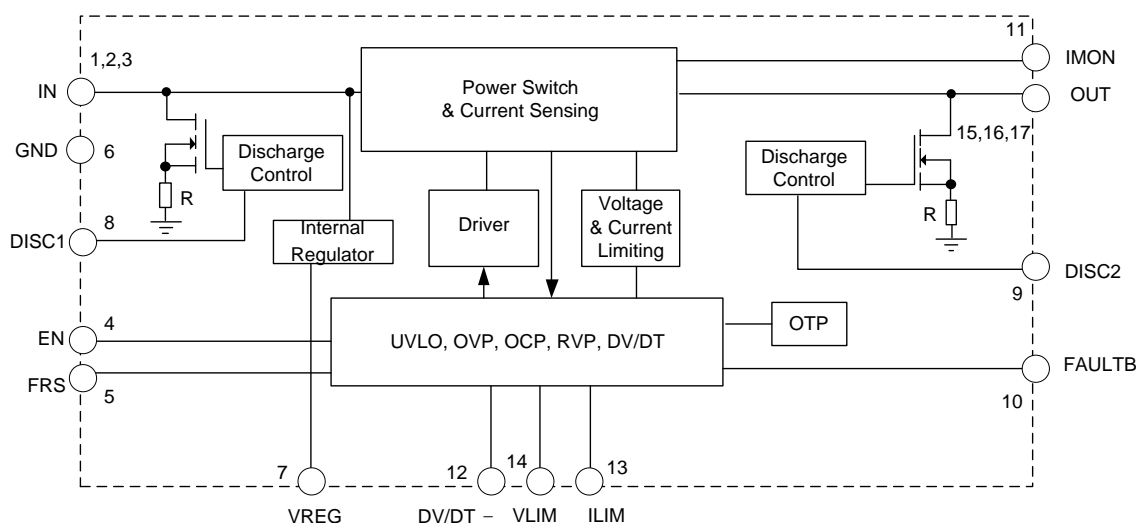 11
1,2,3
IMON
IN
Power Switch
& Current Sensing
OUT
GND
6
15,16,17
Discharge
Control
Discharge
Control
R
R
8
DISC1
Internal
Regulator
Driver
Voltage
& Current
Limiting
DISC2
9
EN
4
UVLO, OVP, OCP, RVP, DV/DT
OTP
FRS
5
FAULTB
10
7
12
14
13
VREG
DV/DT –
VLIM
ILIM